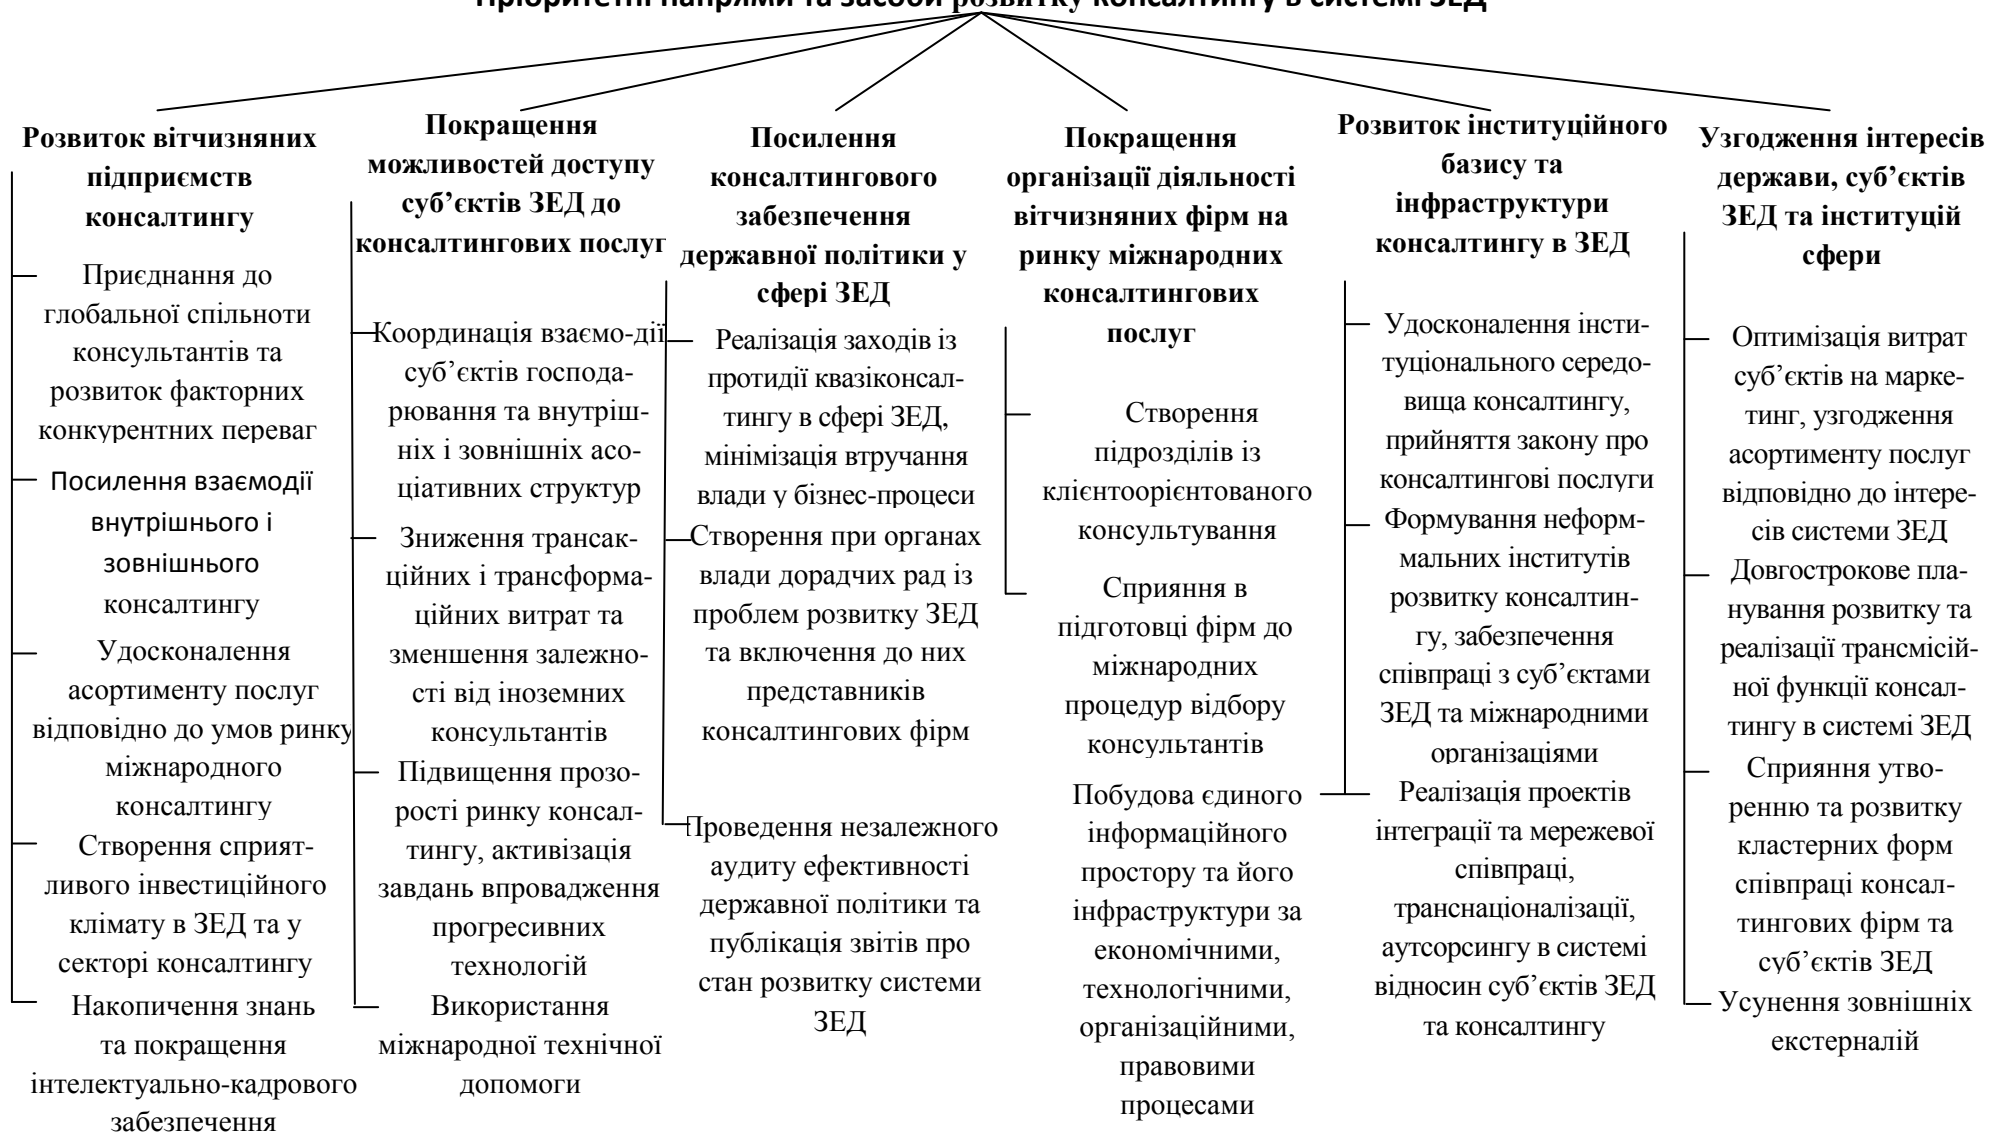 Пріоритетні напрями та засоби розвитку консалтингу в системі ЗЕД
Розвиток вітчизняних
підприємств
консалтингу
Приєднання до
глобальної спільноти
консультантів та
розвиток факторних
конкурентних переваг
Посилення взаємодії
внутрішнього і
зовнішнього
консалтингу
Удосконалення
асортименту послуг
відповідно до умов ринку
міжнародного
консалтингу
Створення сприят-
ливого інвестиційного
клімату в ЗЕД та у
секторі консалтингу
Накопичення знань
та покращення
інтелектуально-кадрового
забезпечення
Покращення
можливостей доступу
суб’єктів ЗЕД до
консалтингових послуг
Координація взаємо-дії
суб’єктів господа-
рювання та внутріш-
ніх і зовнішніх асо-
ціативних структур
Зниження трансак-
ційних і трансформа-
ційних витрат та
зменшення залежно-
сті від іноземних
консультантів
Підвищення прозо-
рості ринку консал-
тингу, активізація
завдань впровадження
прогресивних
технологій
Використання
міжнародної технічної
допомоги
Посилення
консалтингового
забезпечення
державної політики у
сфері ЗЕД
Реалізація заходів із
протидії квазіконсал-
тингу в сфері ЗЕД,
мінімізація втручання
влади у бізнес-процеси
Створення при органах
влади дорадчих рад із
проблем розвитку ЗЕД
та включення до них
представників
консалтингових фірм
Проведення незалежного
аудиту ефективності
державної політики та
публікація звітів про
стан розвитку системи
ЗЕД
Покращення
організації діяльності
вітчизняних фірм на
ринку міжнародних
консалтингових
послуг
Створення
підрозділів із
клієнтоорієнтованого
консультування
Сприяння в
підготовці фірм до
міжнародних
процедур відбору
консультантів
Побудова єдиного
інформаційного
простору та його
інфраструктури за
економічними,
технологічними,
організаційними,
правовими
процесами
Розвиток інституційного
базису та
інфраструктури
консалтингу в ЗЕД
Удосконалення інсти-
туціонального середо-
вища консалтингу,
прийняття закону про
консалтингові послуги
Формування неформ-
мальних інститутів
розвитку консалтин-
гу, забезпечення
співпраці з суб’єктами
ЗЕД та міжнародними
організаціями
Реалізація проектів
інтеграції та мережевої
співпраці,
транснаціоналізації,
аутсорсингу в системі
відносин суб’єктів ЗЕД
та консалтингу
Узгодження інтересів
держави, суб’єктів
ЗЕД та інституцій
сфери
Оптимізація витрат
суб’єктів на марке-
тинг, узгодження
асортименту послуг
відповідно до інтере-
сів системи ЗЕД
Довгострокове пла-
нування розвитку та
реалізації трансмісій-
ної функції консал-
тингу в системі ЗЕД
Сприяння утво-
ренню та розвитку
кластерних форм
співпраці консал-
тингових фірм та
суб’єктів ЗЕД
Усунення зовнішніх
екстерналій